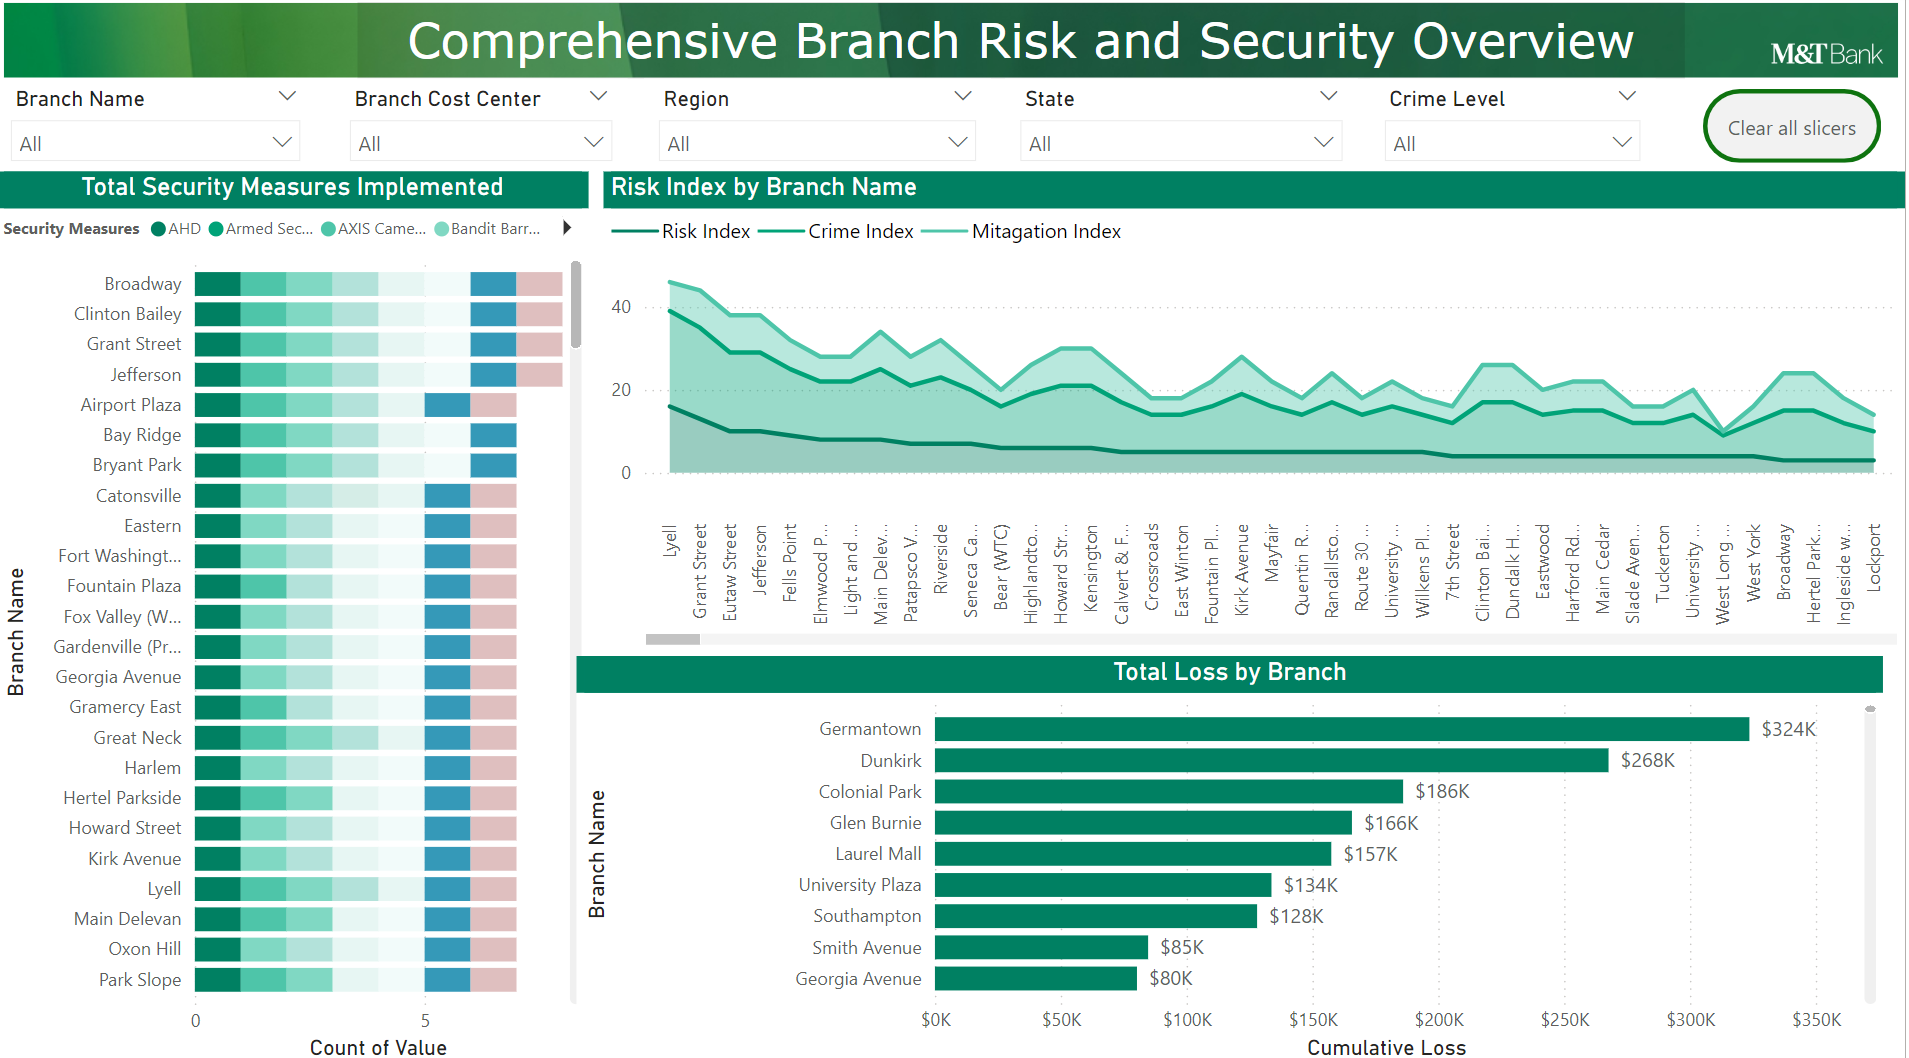 Comprehensive Branch Risk and Security Overview
M&T Bank
Branch Name
Branch Cost Center
Region
State
Crime Level
All
All
All
All
All
Clear all slicers
Total Security Measures Implemented
Security Measures AHD Armed Sec... AXIS Came... Bandit Barr...
Branch Name
Broadway
Clinton Bailey
Grant Street
Jefferson
Airport Plaza
Bay Ridge
Bryant Park
Catonsville
Eastern
Fort Washingt...
Fountain Plaza
Fox Valley (W...
Gardenville (Pr...
Georgia Avenue
Gramercy East
Great Neck
Harlem
Hertel Parkside
Howard Street
Kirk Avenue
Lyell
Main Delevan
Oxon Hill
Park Slope
0 5
Count of Value
Risk Index by Branch Name
Risk Index Crime Index Mitagation Index
40
20
0
Lyell
Grant Street
Eutaw Street
Jefferson
Fells Point
Elmwood P...
Light and ...
Main Delev...
Patapsco V...
Riverside
Seneca Ca...
Bear (WTC)
Highlandto...
Howard Str...
Kensington
Calvert & F...
Crossroads
East Winton
Fountain Pl...
Kirk Avenue
Mayfair
Quentin R...
Randallsto...
Route 30 ...
University ...
Wilkens Pl...
7th Street
Clinton Bai...
Dundalk H...
Eastwood
Harford Rd...
Main Cedar
Slade Aven...
Tuckerton
University ...
West Long ...
West York
Broadway
Hertel Park...
Ingleside w...
Lockport
Total Loss by Branch
Branch Name
Germantown $324K
Dunkirk $268K
Colonial Park $186K
Glen Burnie $166K
Laurel Mall $157K
University Plaza $134K
Southampton $128K
Smith Avenue $85K
Georgia Avenue $80K
$0K $50K $100K $150K $200K $250K $300K $350K
Cumulative Loss